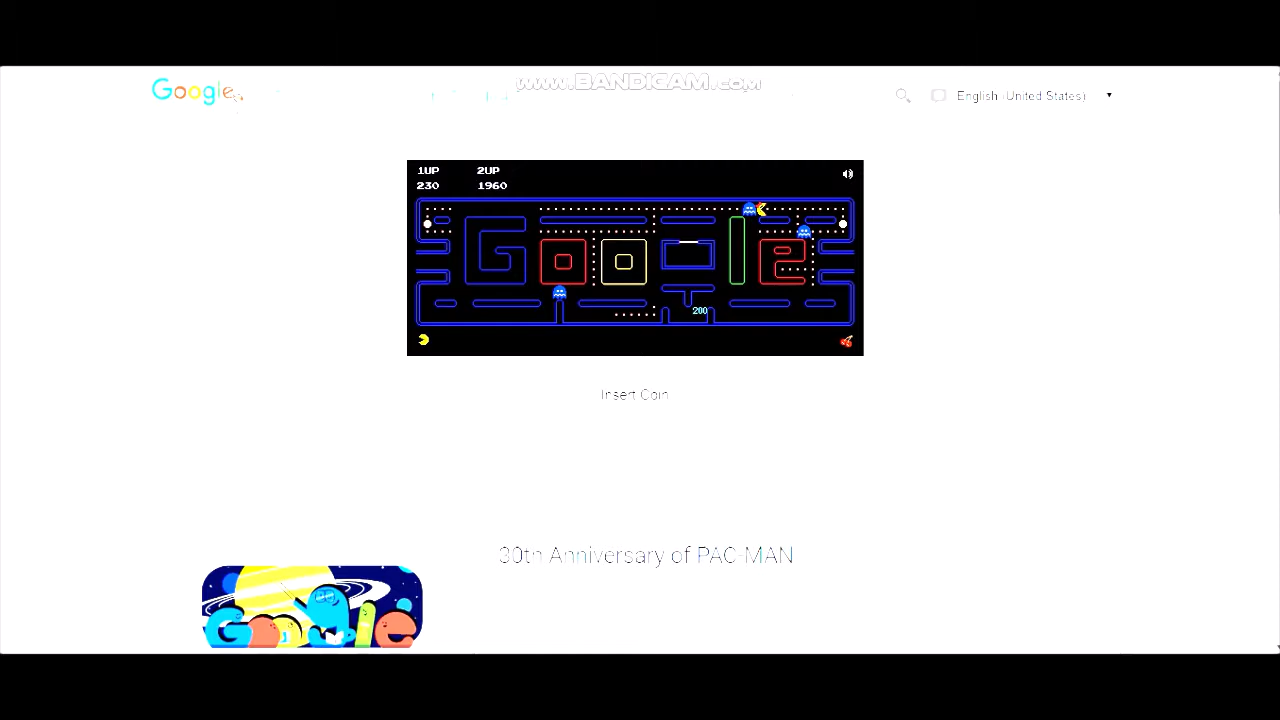 www.BANDICAM.com
Google
English (United States)
1UP 2UP
230 1960
200
Insert Coin
30th Anniversary of PAC-MAN
Google